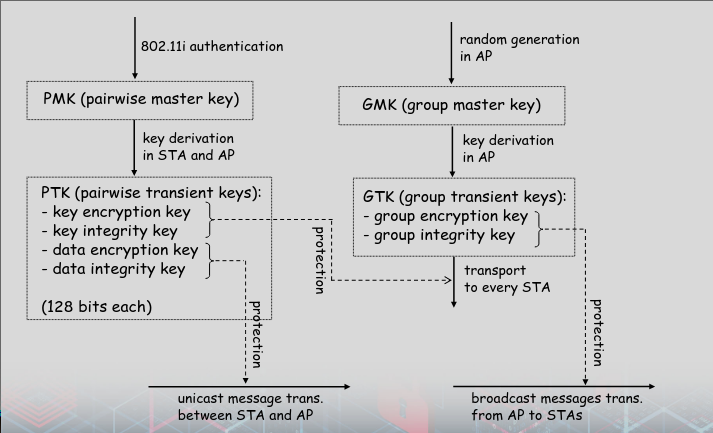 802.11i authentication
PMK (pairwise master key)
key derivation
in STA and AP
PTK (pairwise transient keys):
- key encryption key
- key integrity key
- data encryption key
- data integrity key
(128 bits each)
protection
protection
unicast message trans.
between STA and AP
random generation
in AP
GMK (group master key)
key derivation
in AP
GTK (group transient keys):
- group encryption key
- group integrity key
transport
to every STA
protection
broadcast messages trans.
from AP to STAs